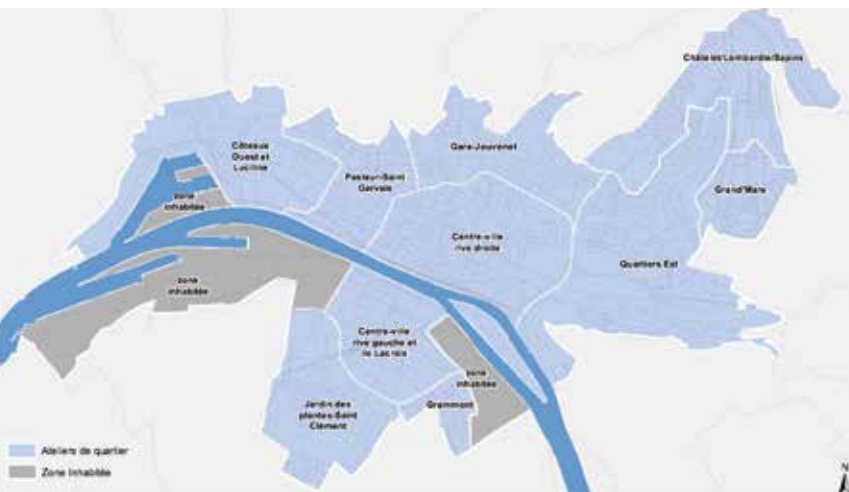 Châtelet/Lombardie/Sapins
Côteaux
Ouest et
Luciline
Gare-Jouvenet
Pasteur-Saint
Gervais
Grand'Mare
zone
inhabitée
Centre-ville
rive droite
Quartiers Est
zone
inhabitée
Centre-ville
rive gauche et
Ile Lacroix
zone
inhabitée
Jardin des
plantes-Saint
Clément
Grammont
Ateliers de quartier
Zone Inhabitée
N